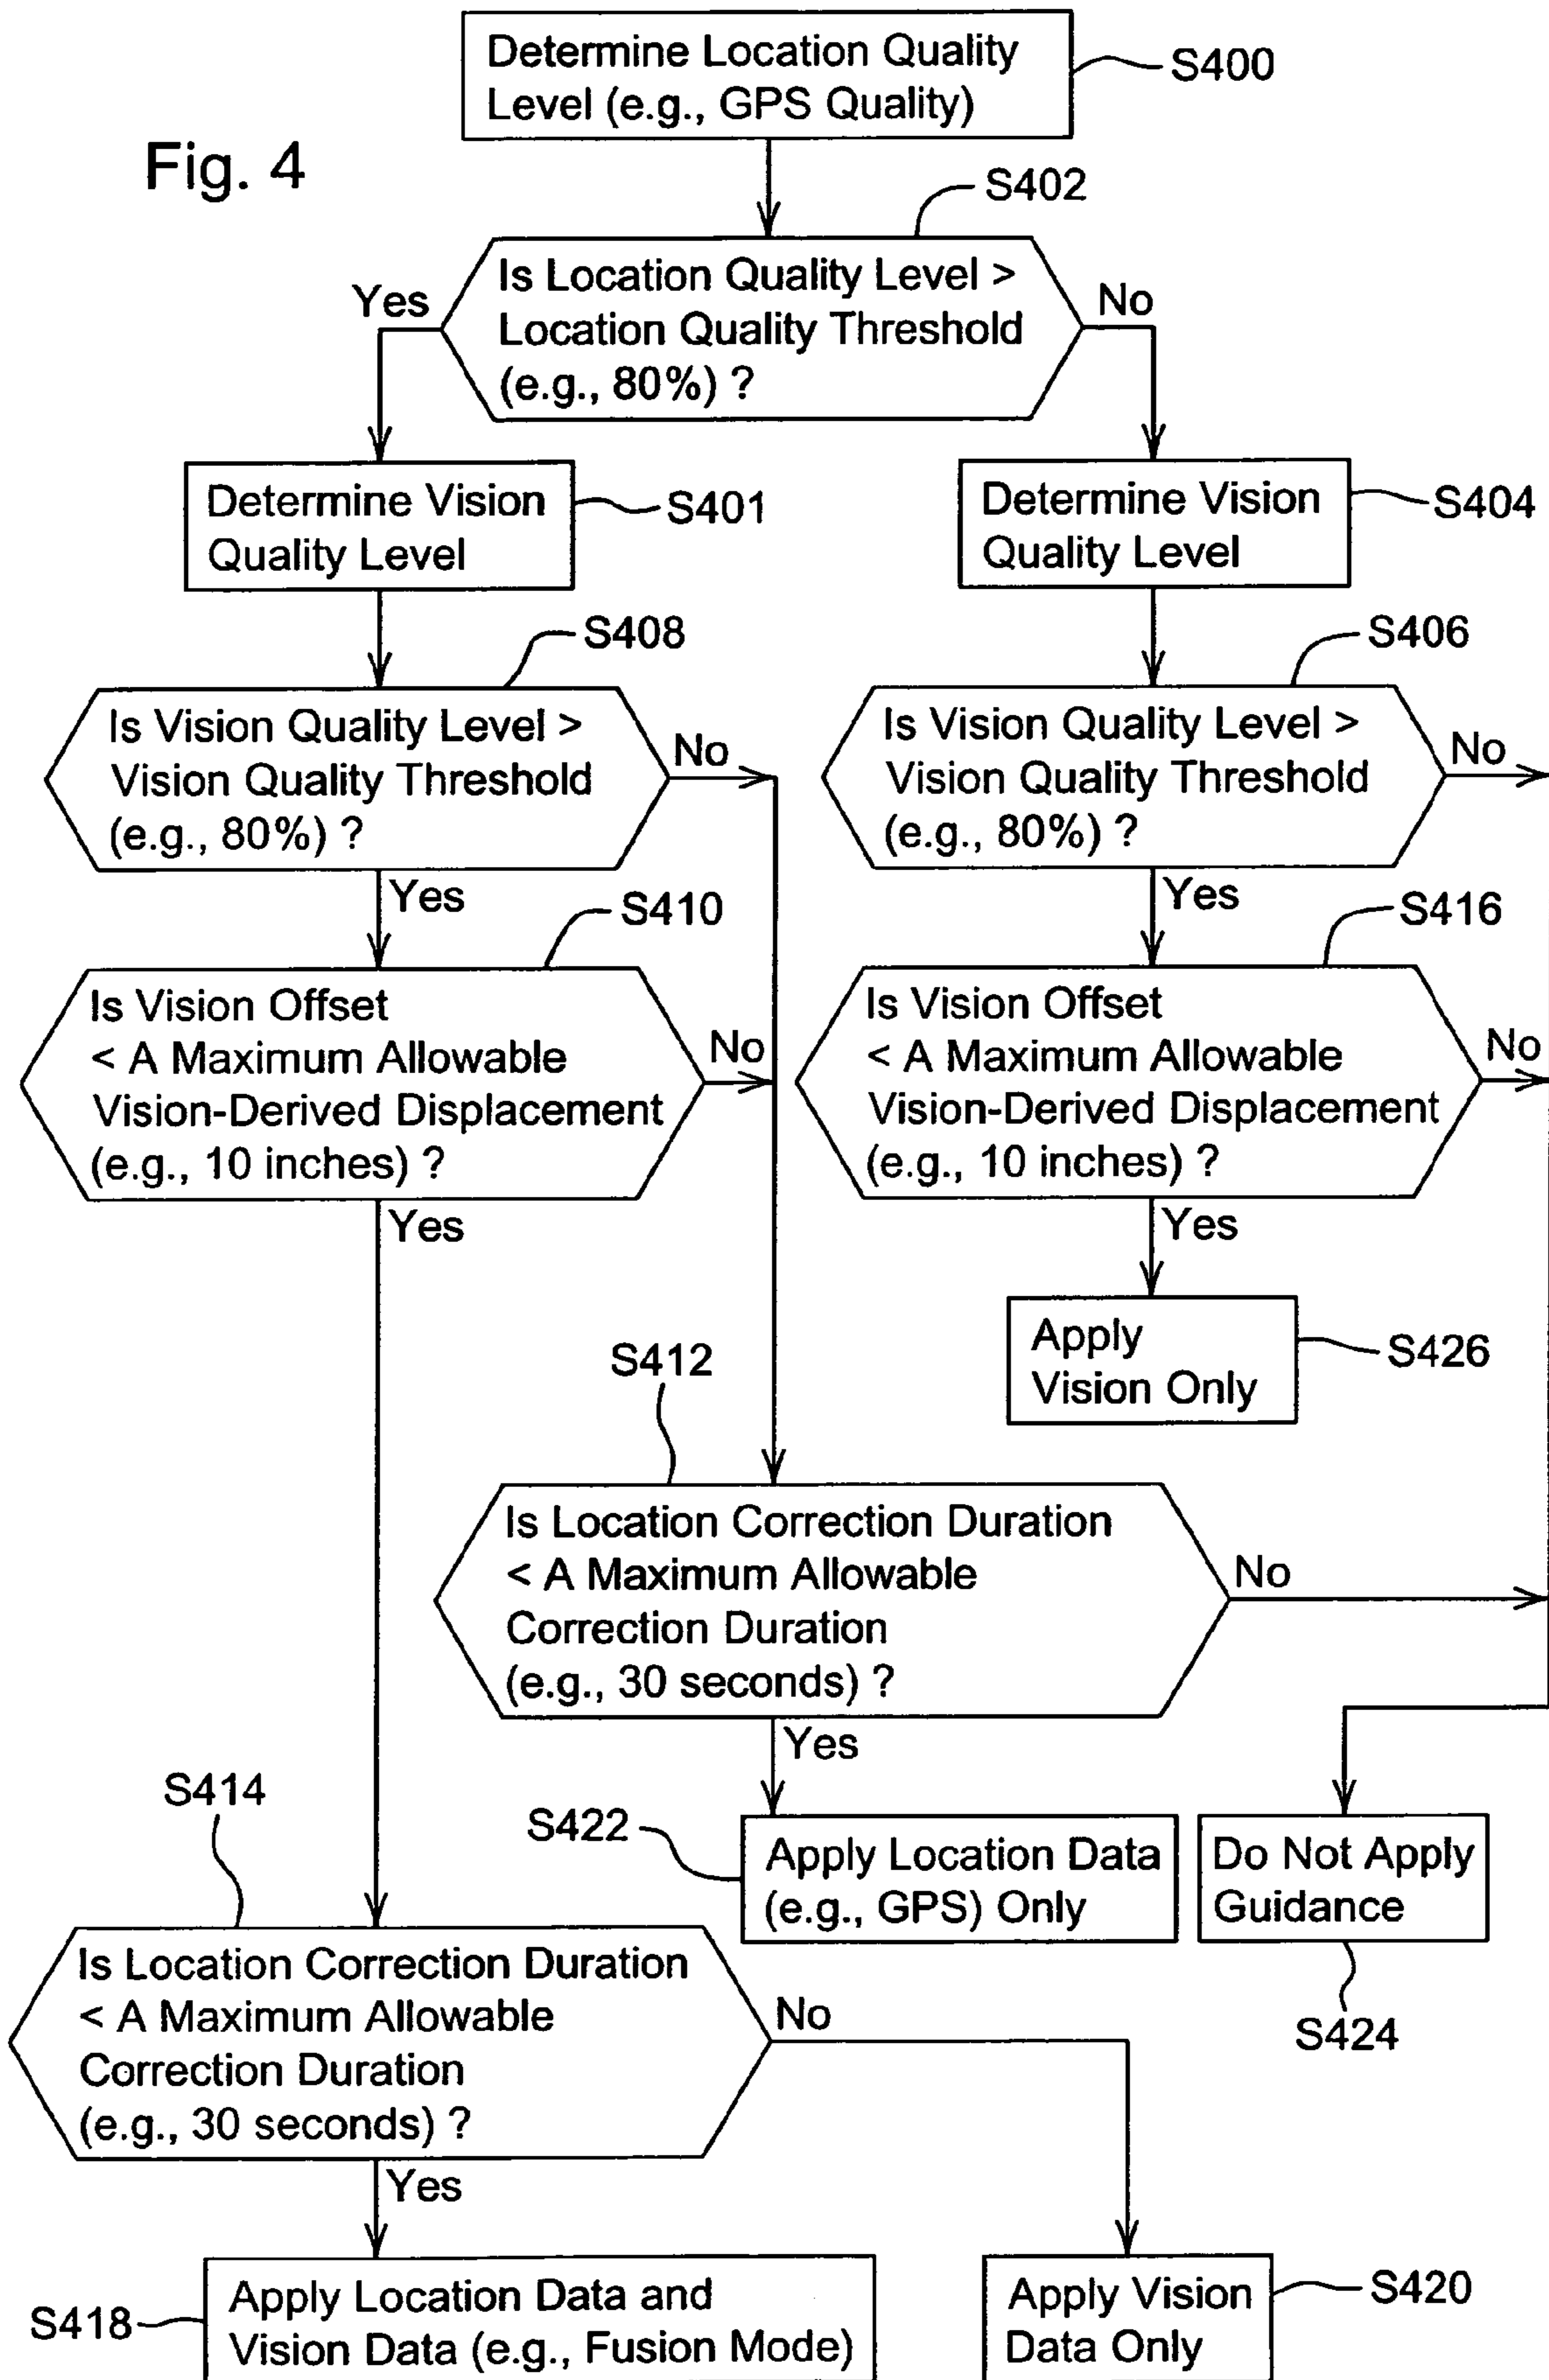 Determine Location Quality
Level (e.g., GPS Quality)
S400
Fig. 4
S402
Is Location Quality Level >
Location Quality Threshold
(e.g., 80%) ?
Yes
No
Determine Vision
Quality Level
S401
Determine Vision
Quality Level
S404
S408
S406
Is Vision Quality Level >
Vision Quality Threshold
(e.g., 80%) ?
No
Yes
Is Vision Quality Level >
Vision Quality Threshold
(e.g., 80%) ?
No
Yes
S410
S416
Is Vision Offset
< A Maximum Allowable
Vision-Derived Displacement
(e.g., 10 inches) ?
No
Yes
Is Vision Offset
< A Maximum Allowable
Vision-Derived Displacement
(e.g., 10 inches) ?
No
Yes
Apply
Vision Only
S426
S412
Is Location Correction Duration
< A Maximum Allowable
Correction Duration
(e.g., 30 seconds) ?
No
Yes
S414
S422
Apply Location Data
(e.g., GPS) Only
Do Not Apply
Guidance
S424
Is Location Correction Duration
< A Maximum Allowable
Correction Duration
(e.g., 30 seconds) ?
No
Yes
S418
Apply Location Data and
Vision Data (e.g., Fusion Mode)
Apply Vision
Data Only
S420